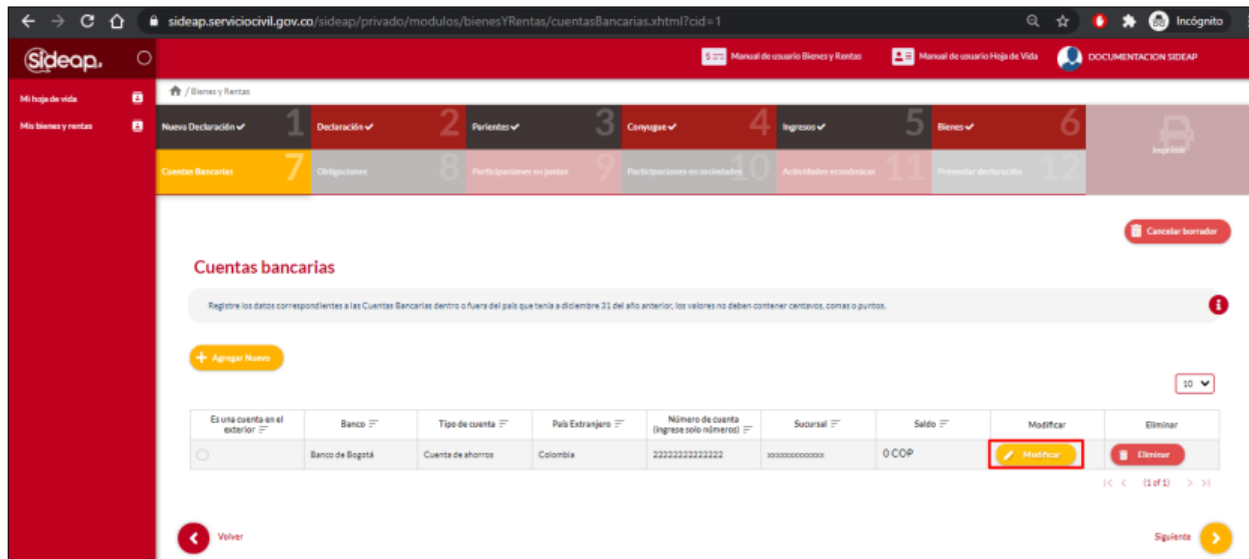 sideap.serviciocivil.gov.co/sideap/privado/modulos/bienesYRentas/cuentasBancarias.xhtml?cid=1
Incógnito
Sideap.
Manual de usuario Bienes y Rentas
Manual de usuario Hoja de Vida
DOCUMENTACION SIDEAP
Mi hoja de vida
Mis bienes y rentas
/ Bienes y Rentas
Nueva Declaración 1
Declaración 2
Parientes 3
Conyugue 4
Ingresos 5
Bienes 6
Imprimir
Cuentas Bancarias 7
Obligaciones 8
Participaciones en juntas 9
Participaciones en sociedades 10
Actividades económicas 11
Presentar declaración 12
Cancelar borrador
Cuentas bancarias
Registre los datos correspondientes a las Cuentas Bancarias dentro o fuera del país que tenía a diciembre 31 del año anterior, los valores no deben contener centavos, comas o puntos.
+ Agregar Nuevo
10
Es una cuenta en el exterior
Banco
Tipo de cuenta
País Extranjero
Número de cuenta (ingrese solo números)
Sucursal
Saldo
Modificar
Eliminar
Banco de Bogotá
Cuenta de ahorros
Colombia
22222222222222
0 COP
Modificar
Eliminar
(1 of 1)
Volver
Siguiente